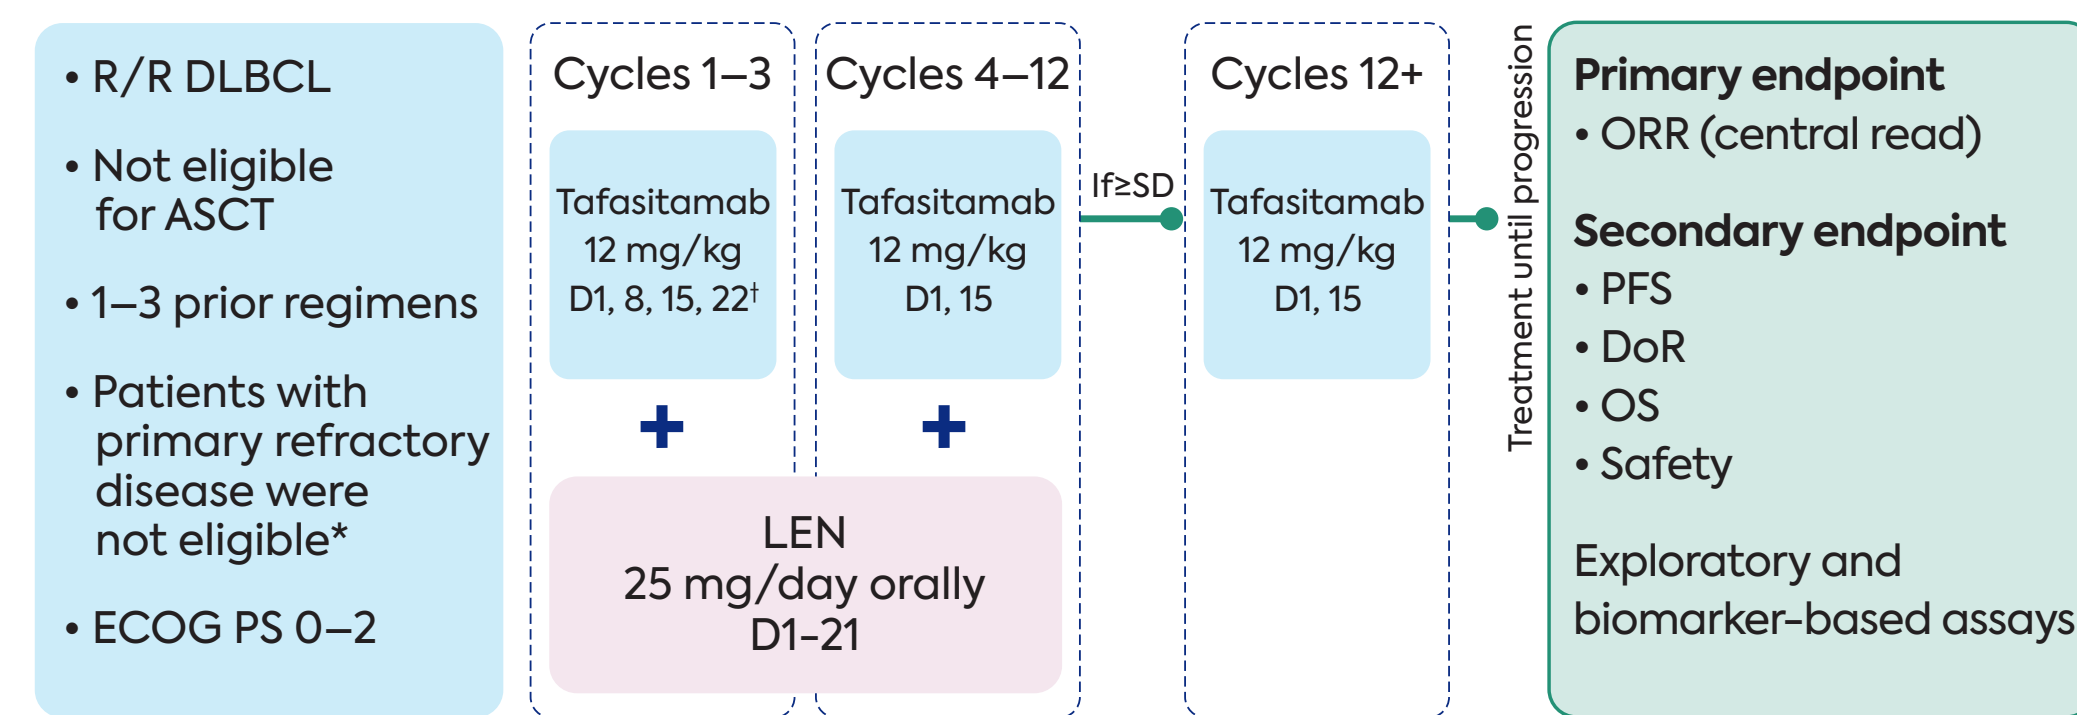 • R/R DLBCL
• Not eligible
for ASCT
• 1–3 prior regimens
• Patients with
primary refractory
disease were
not eligible*
• ECOG PS 0–2
Cycles 1–3
Tafasitamab
12 mg/kg
D1, 8, 15, 22†
+
Cycles 4–12
Tafasitamab
12 mg/kg
D1, 15
+
LEN
25 mg/day orally
D1-21
If≥SD
Cycles 12+
Tafasitamab
12 mg/kg
D1, 15
Treatment until progression
Primary endpoint
• ORR (central read)
Secondary endpoint
• PFS
• DoR
• OS
• Safety
Exploratory and
biomarker-based assays